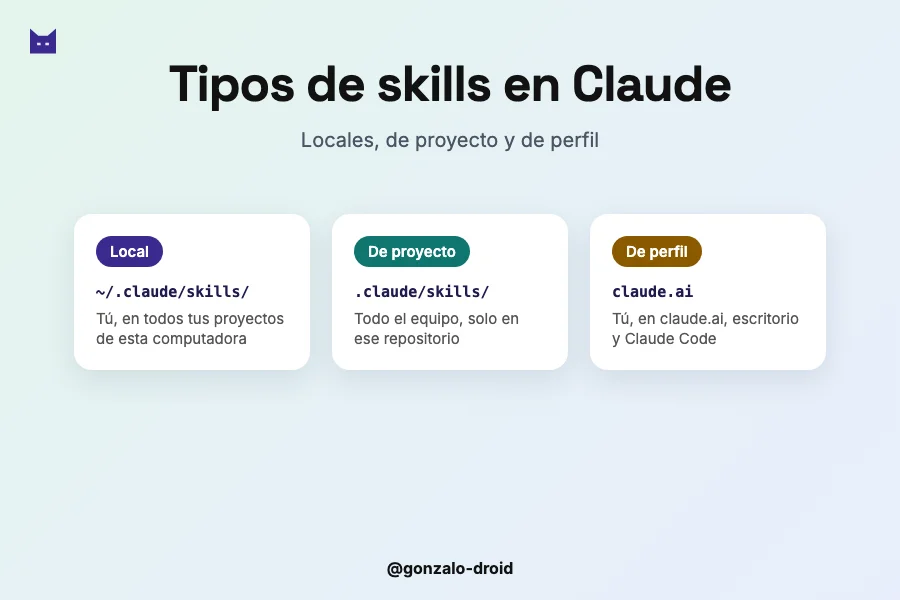 Tipos de skills en Claude
Locales, de proyecto y de perfil
Local
~/.claude/skills/
Tú, en todos tus proyectos
de esta computadora
De proyecto
.claude/skills/
Todo el equipo, solo en
ese repositorio
De perfil
claude.ai
Tú, en claude.ai, escritorio
y Claude Code
@gonzalo-droid